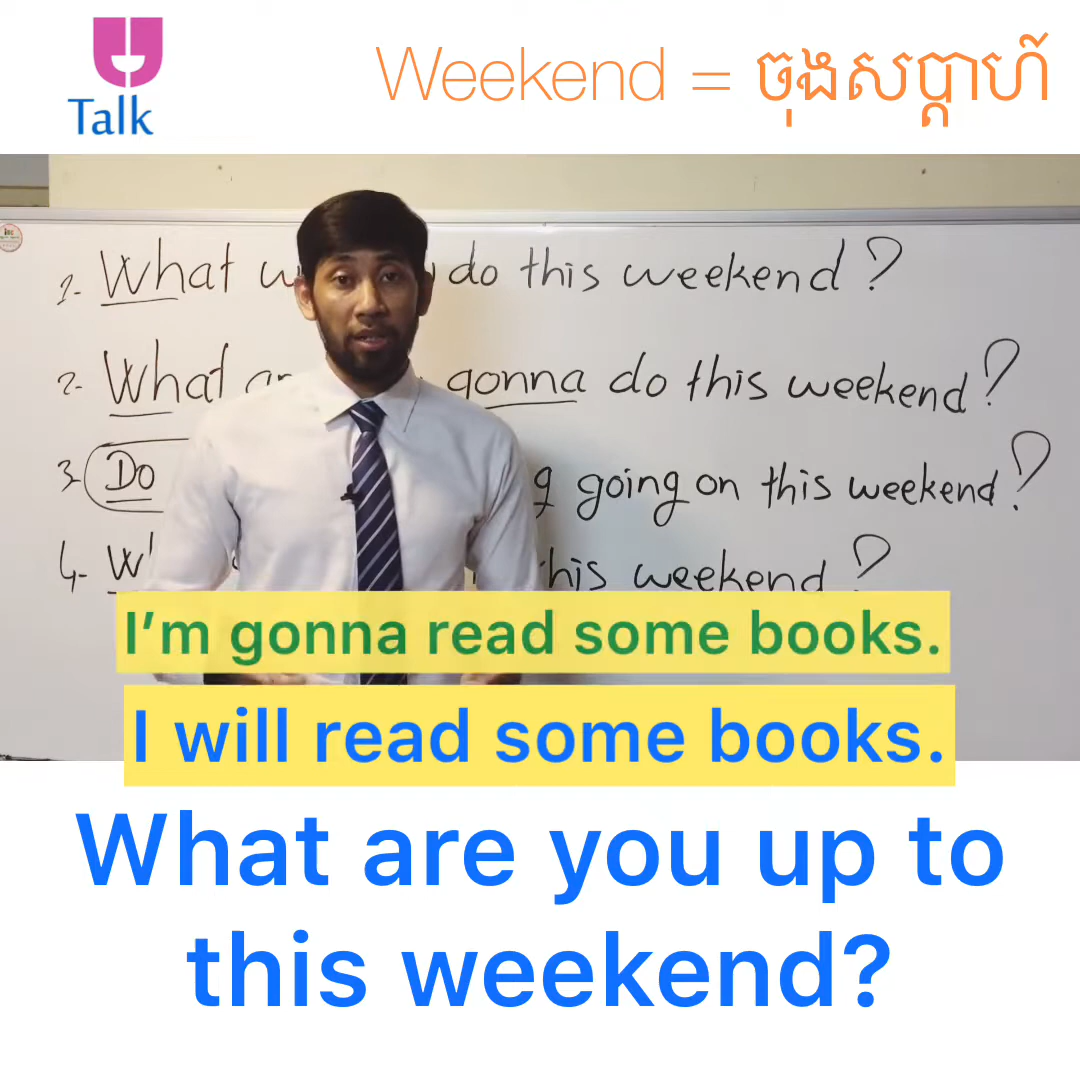 Talk
Weekend = ចុងសប្តាហ៍
1- What do this weekend?
2- What gonna do this weekend?
3- Do going on this weekend?
4- this weekend?
I'm gonna read some books.
I will read some books.
What are you up to
this weekend?